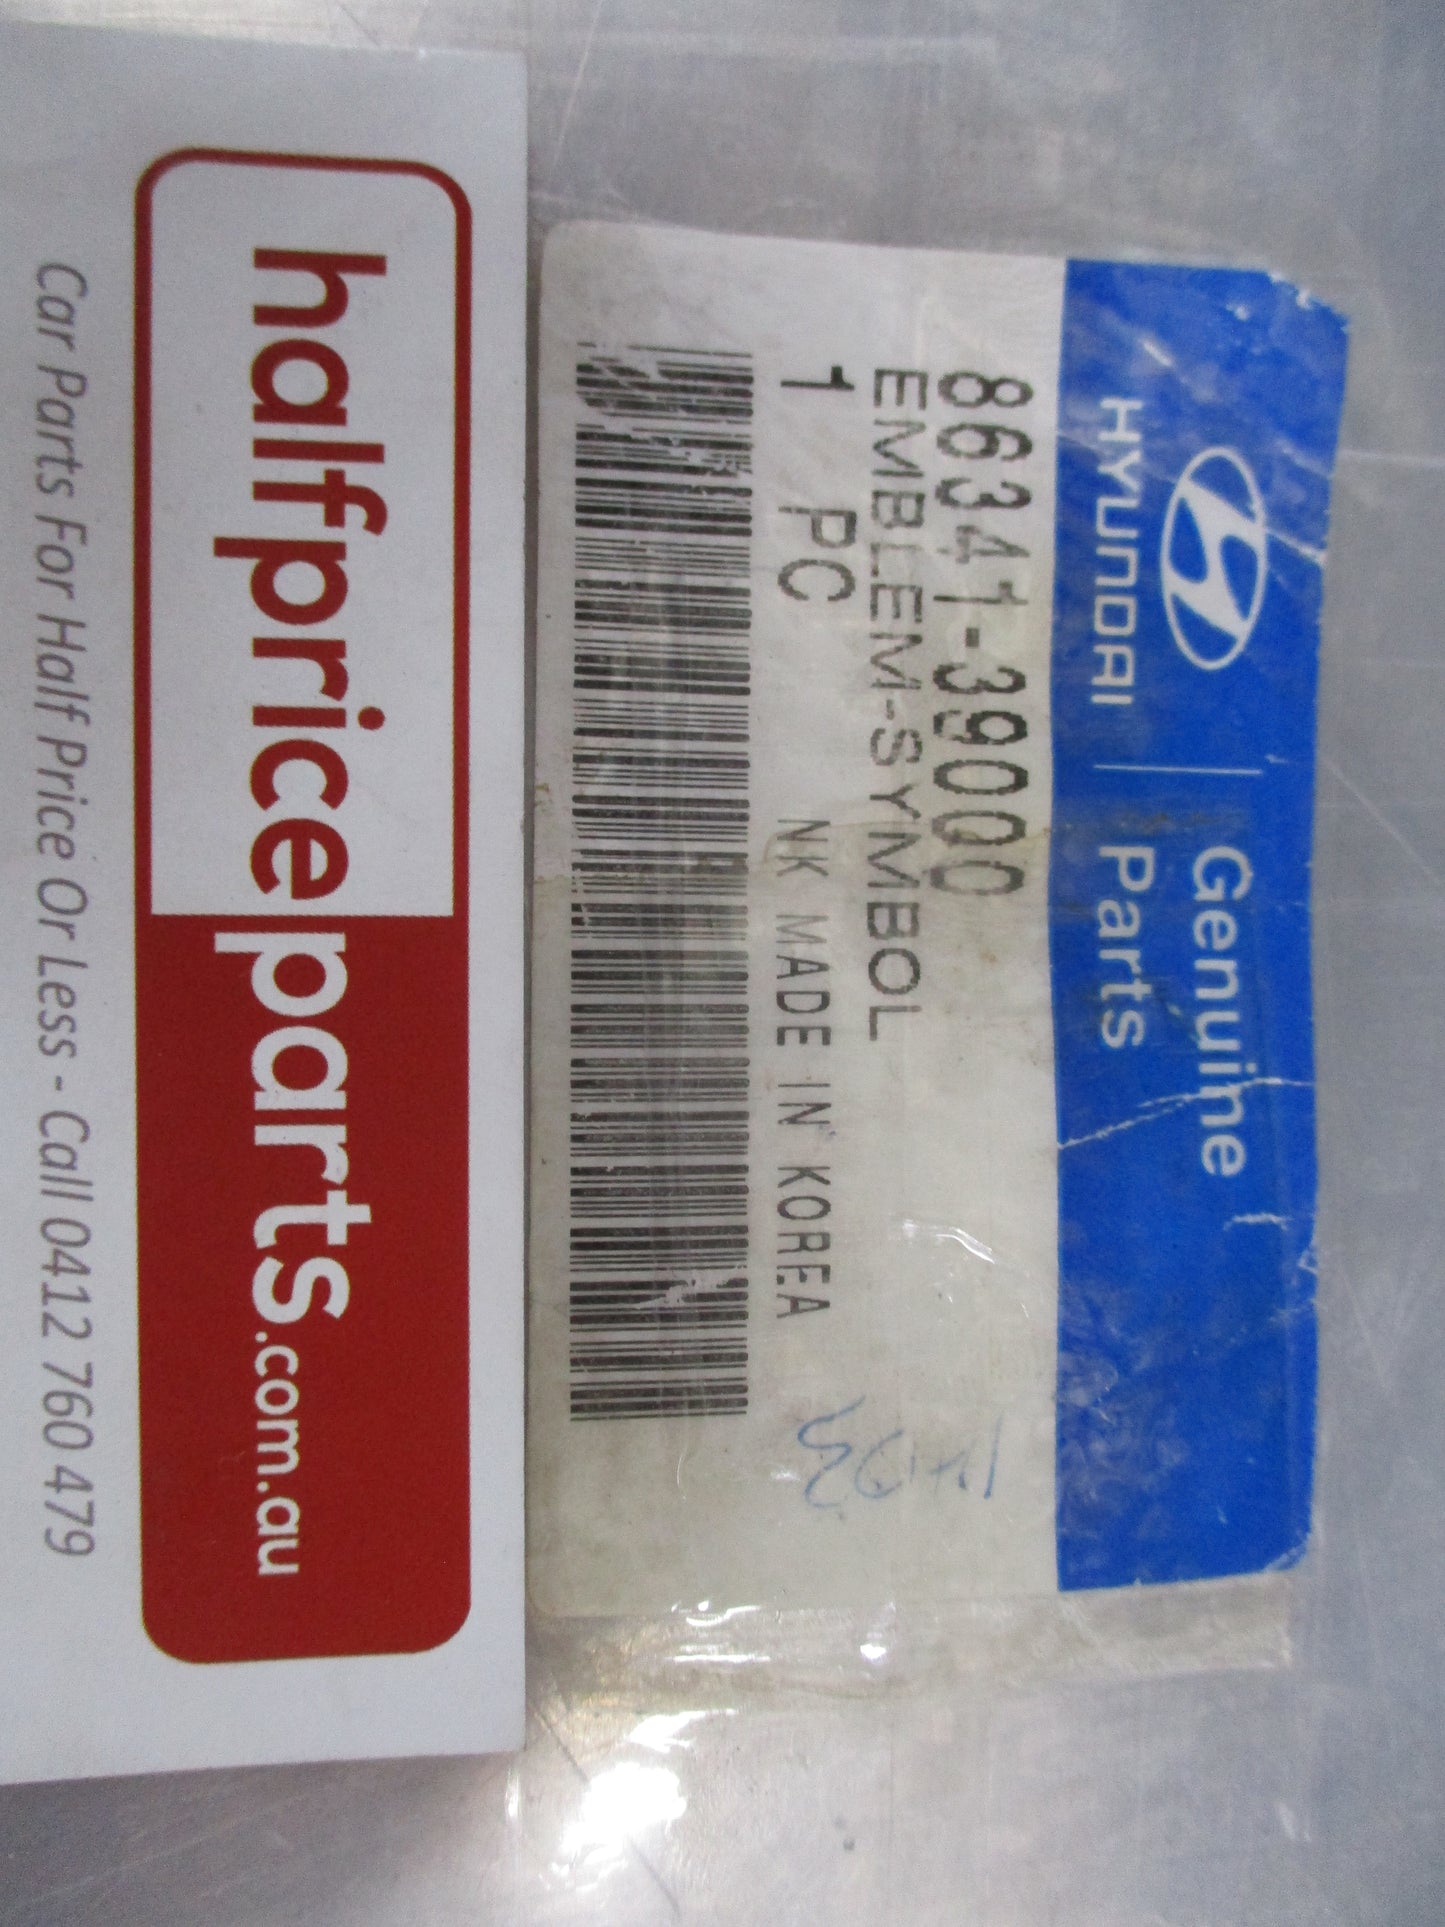 HYUNDAI
Genuine
Parts
86341-39000
EMBLEM-SYMBOL
1 PC
NK MADE IN KOREA
halfpriceparts.com.au
Car Parts For Half Price Or Less - Call 0412 760 479